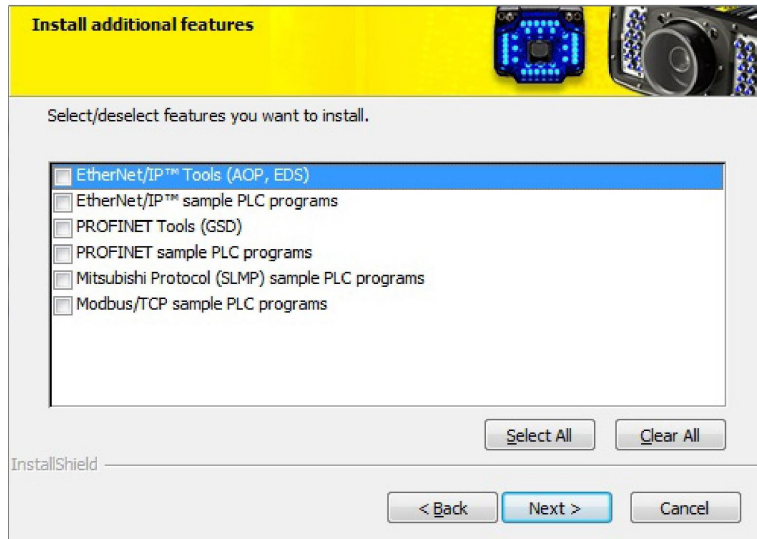 Install additional features
Select/deselect features you want to install.
EtherNet/IP™ Tools (AOP, EDS)
EtherNet/IP™ sample PLC programs
PROFINET Tools (GSD)
PROFINET sample PLC programs
Mitsubishi Protocol (SLMP) sample PLC programs
Modbus/TCP sample PLC programs
Select All Clear All
InstallShield
< Back Next > Cancel